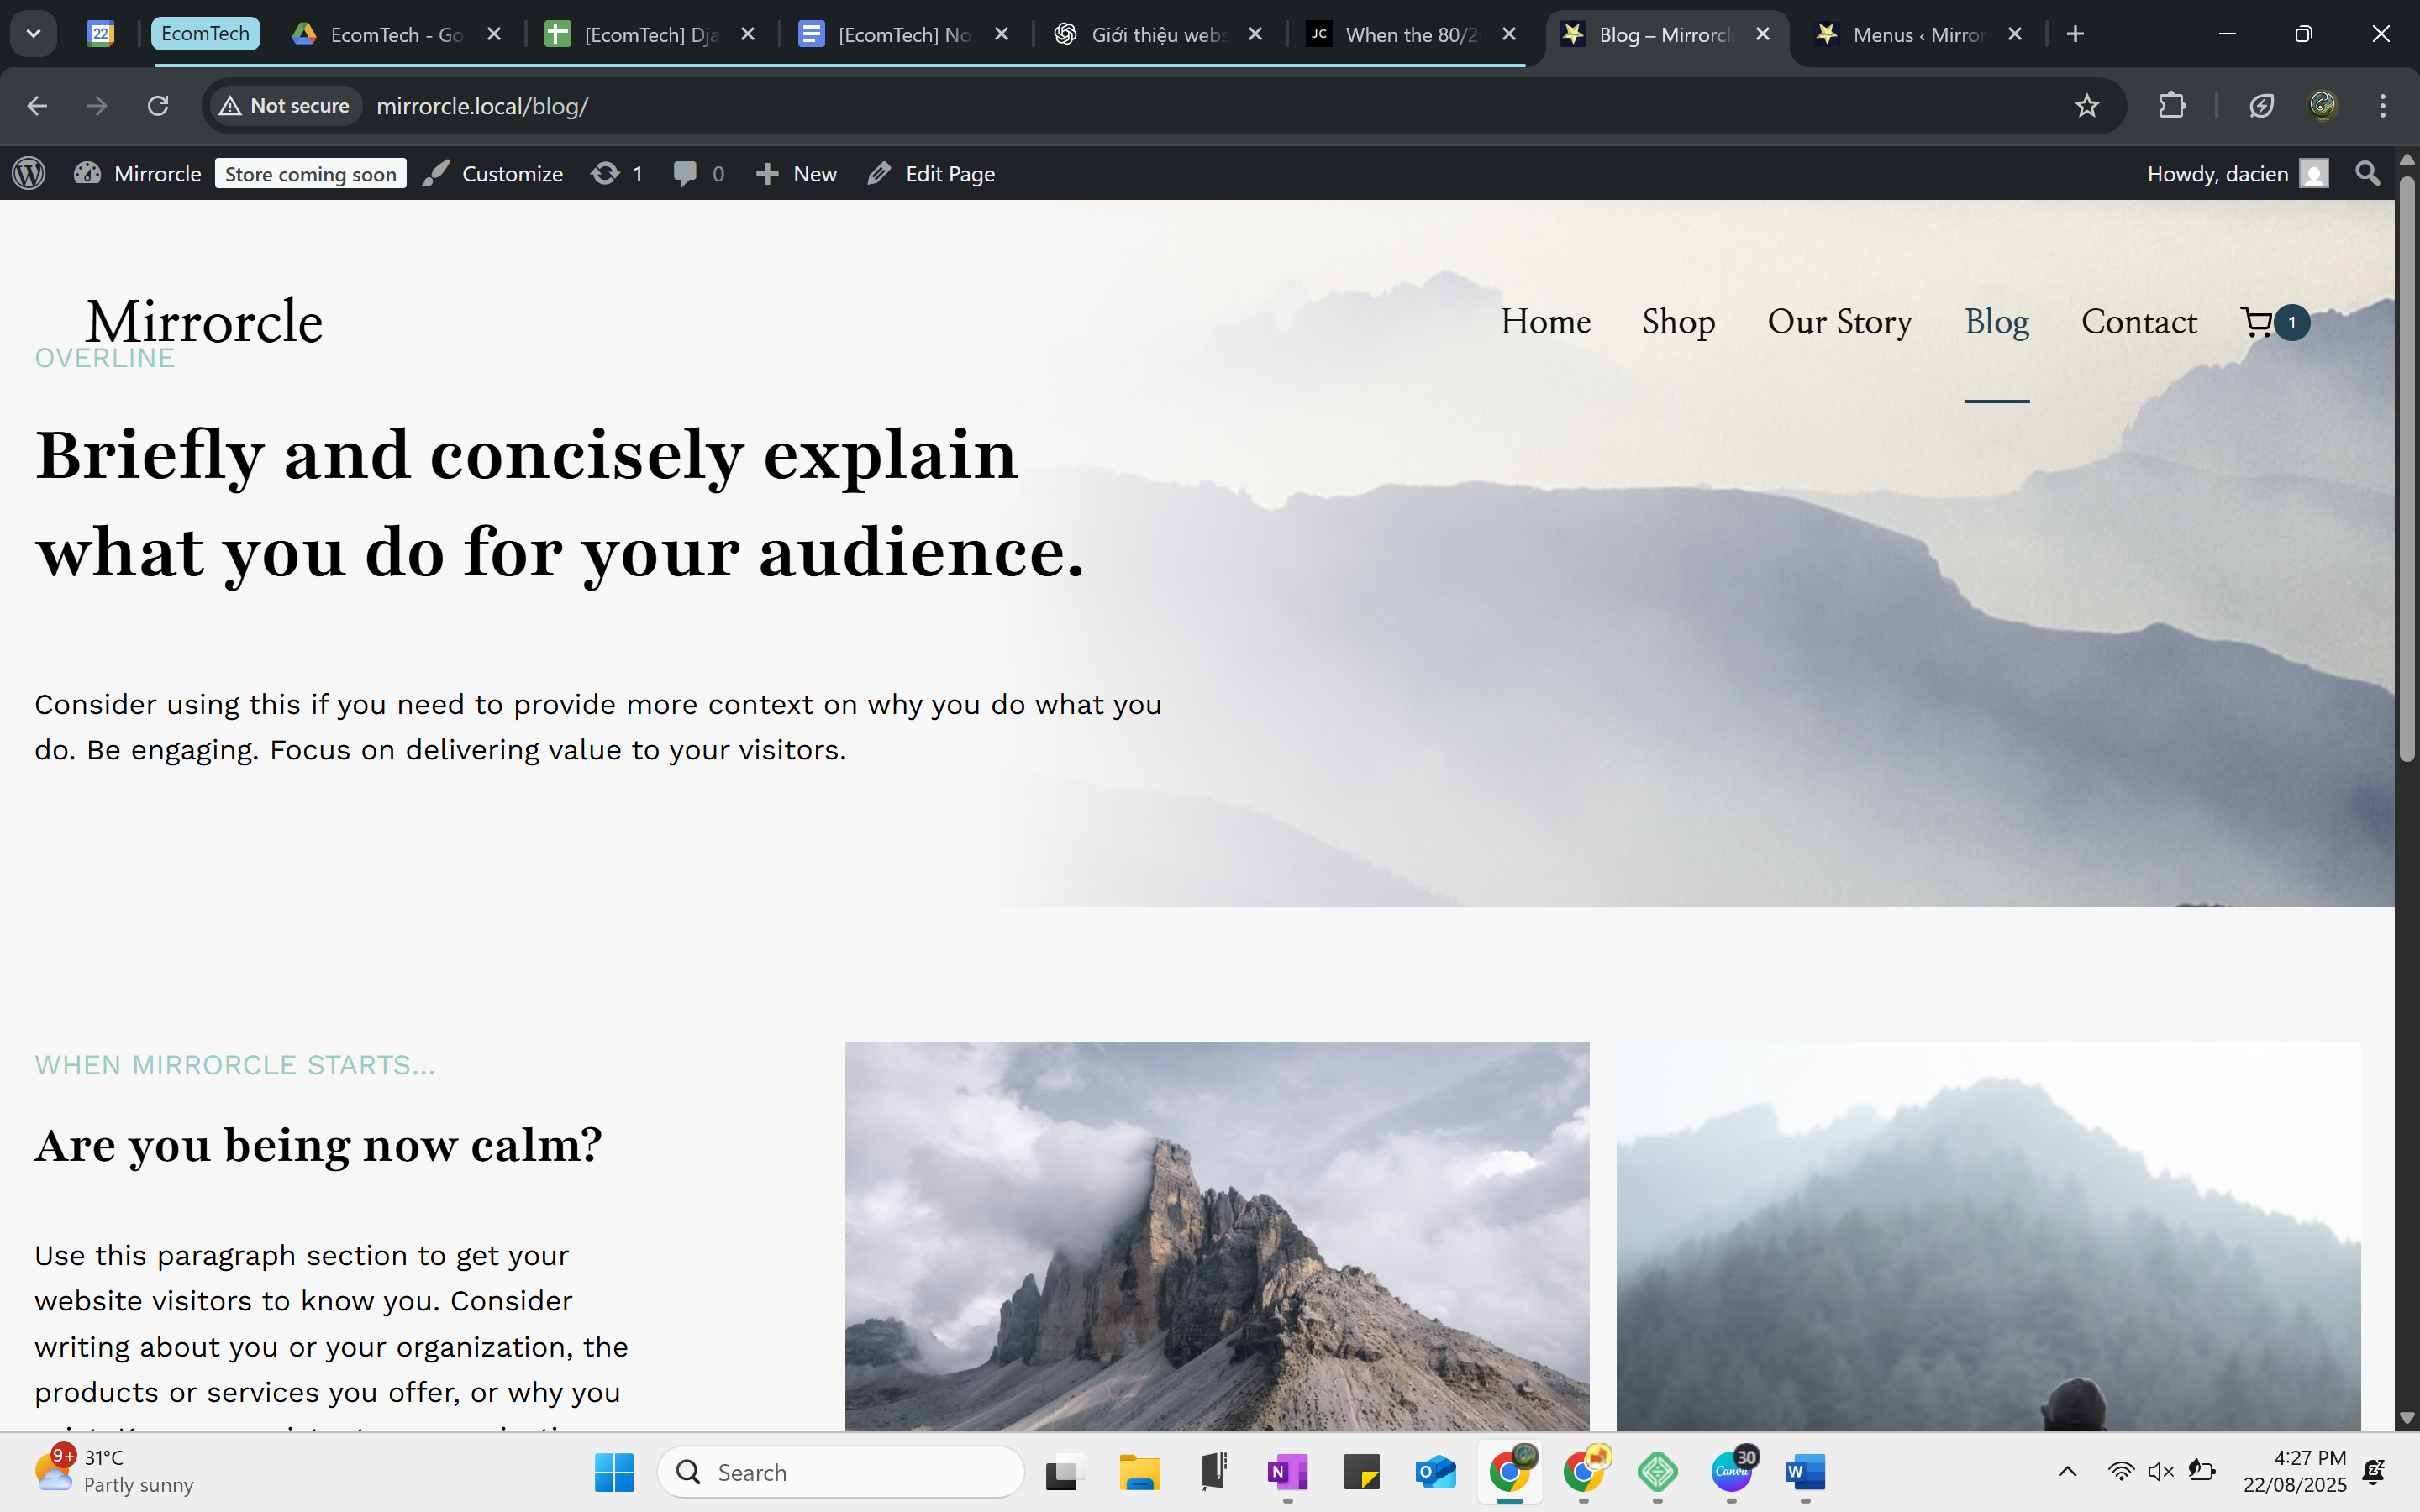 22
EcomTech
EcomTech - Go
[EcomTech] Dja
[EcomTech] No
Giới thiệu webs
JC
When the 80/2
Blog – Mirrorcl
Menus ‹ Mirror
Not secure
mirrorcle.local/blog/
Mirrorcle
Store coming soon
Customize
1
0
New
Edit Page
Howdy, dacien
Mirrorcle
Home
Shop
Our Story
Blog
Contact
1
OVERLINE
Briefly and concisely explain
what you do for your audience.
Consider using this if you need to provide more context on why you do what you
do. Be engaging. Focus on delivering value to your visitors.
WHEN MIRRORCLE STARTS...
Are you being now calm?
Use this paragraph section to get your
website visitors to know you. Consider
writing about you or your organization, the
products or services you offer, or why you
9+
31°C
Partly sunny
Search
N
O
Canva
30
W
4:27 PM
22/08/2025